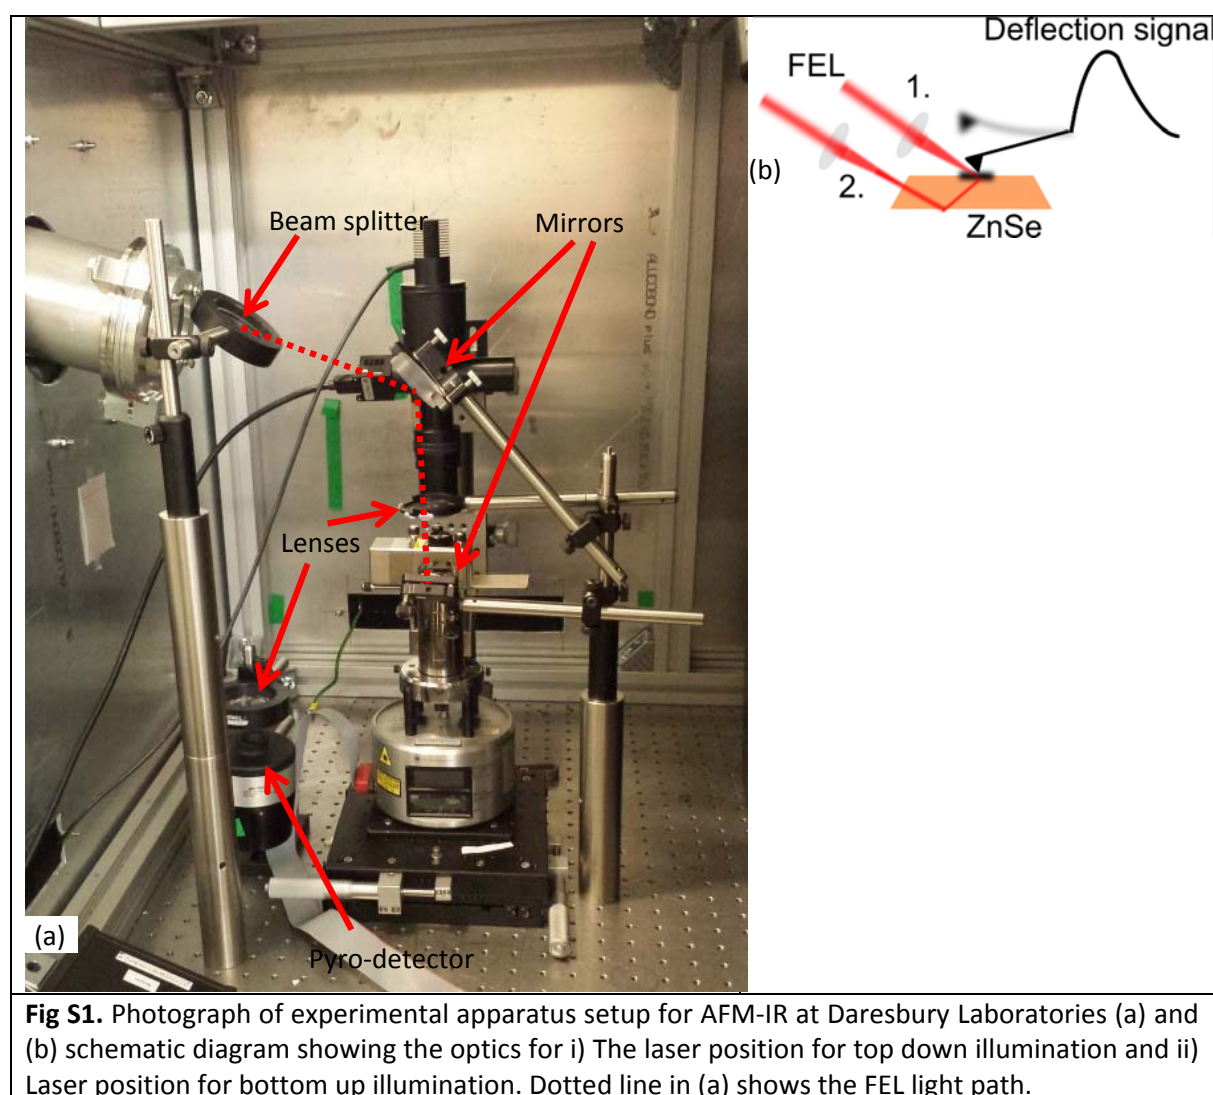 Deflection signal
FEL
1.
(b)
2.
ZnSe
Beam splitter
Mirrors
Lenses
(a)
Pyro-detector
Fig S1. Photograph of experimental apparatus setup for AFM-IR at Daresbury Laboratories (a) and
(b) schematic diagram showing the optics for i) The laser position for top down illumination and ii)
Laser position for bottom up illumination. Dotted line in (a) shows the FEL light path.